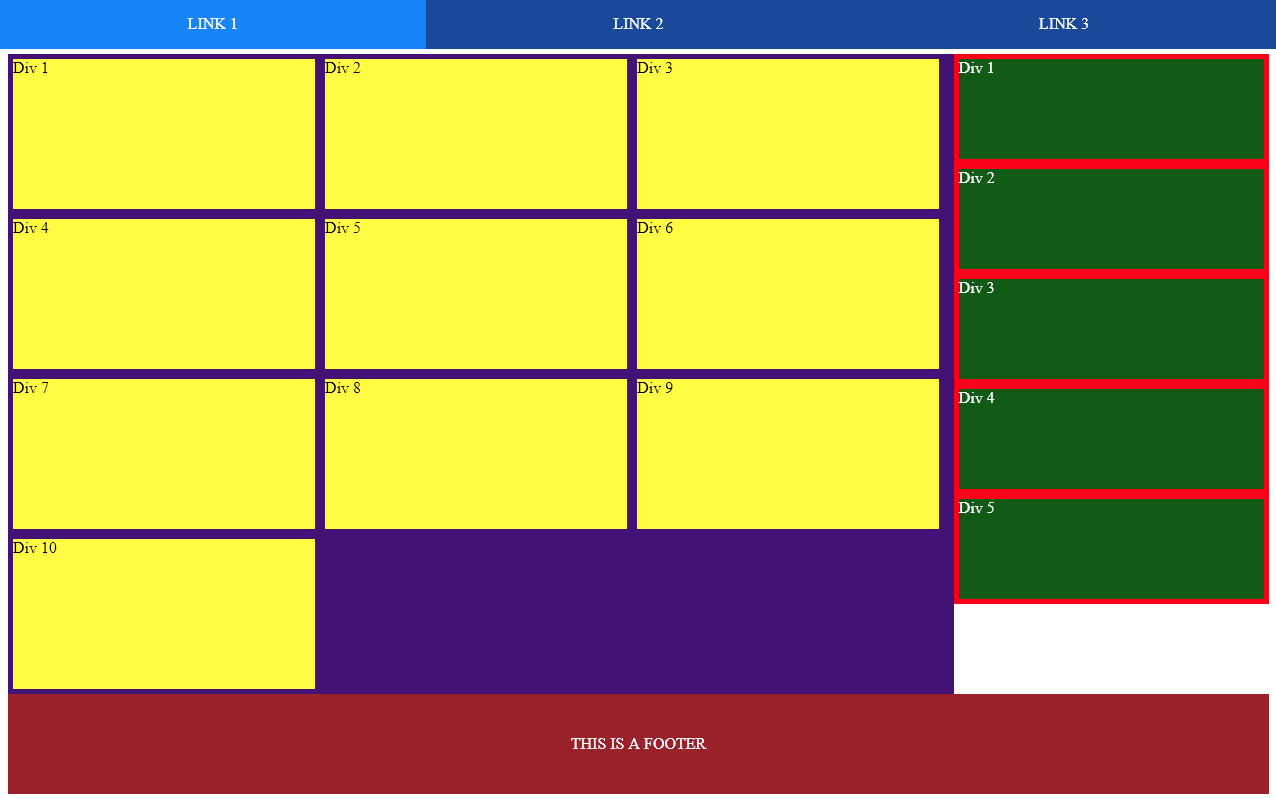 LINK 1
LINK 2
LINK 3
Div 1
Div 2
Div 3
Div 4
Div 5
Div 6
Div 7
Div 8
Div 9
Div 10
Div 1
Div 2
Div 3
Div 4
Div 5
THIS IS A FOOTER